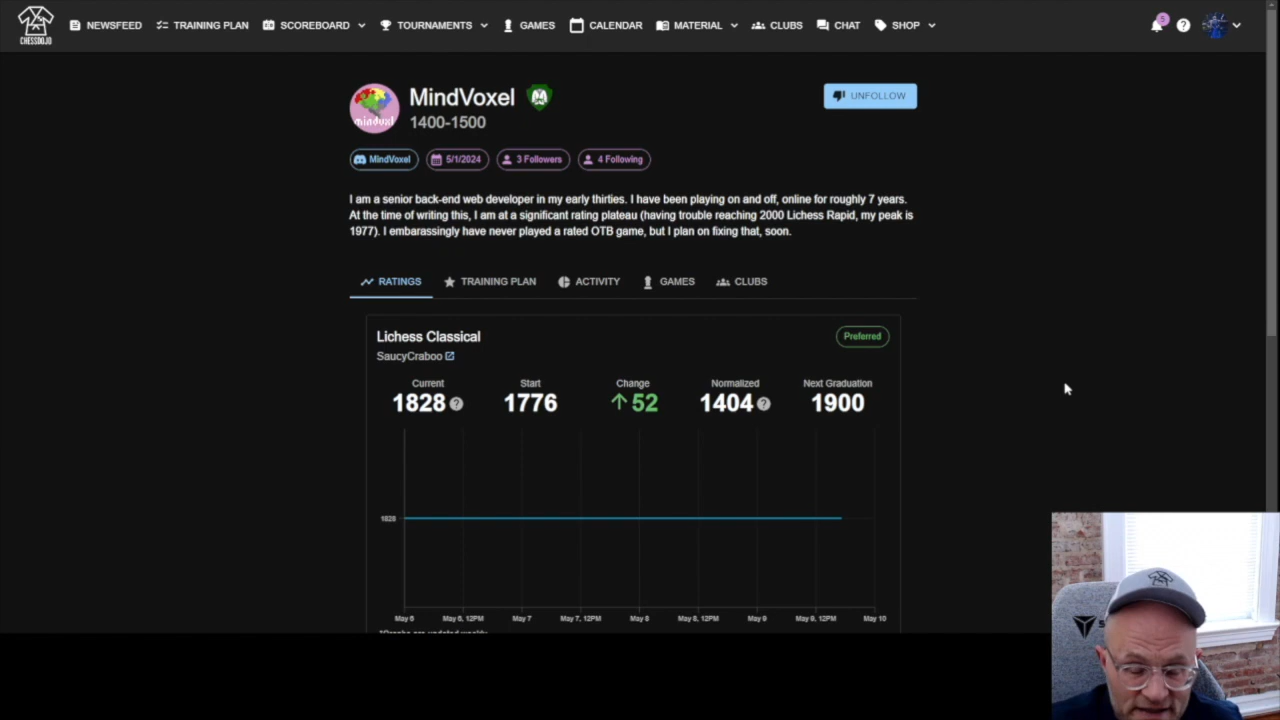 CHESSDOJO
NEWSFEED TRAINING PLAN SCOREBOARD TOURNAMENTS GAMES CALENDAR MATERIAL CLUBS CHAT SHOP
MindVoxel
UNFOLLOW
mindvxl
1400-1500
MindVoxel 5/1/2024 3 Followers 4 Following
I am a senior back-end web developer in my early thirties. I have been playing on and off, online for roughly 7 years.
At the time of writing this, I am at a significant rating plateau (having trouble reaching 2000 Lichess Rapid, my peak is
1977). I embarassingly have never played a rated OTB game, but I plan on fixing that, soon.
RATINGS TRAINING PLAN ACTIVITY GAMES CLUBS
Lichess Classical Preferred
SaucyCraboo
Current Start Change Normalized Next Graduation
1828 1776 52 1404 1900
1828
May 6 May 6, 12PM May 7 May 7, 12PM May 8 May 8, 12PM May 9 May 9, 12PM May 10